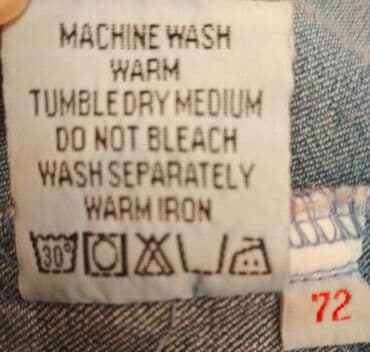 MACHINE WASH
WARM
TUMBLE DRY MEDIUM
DO NOT BLEACH
WASH SEPARATELY
WARM IRON
30°
72